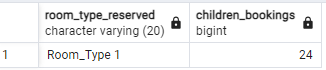 room_type_reserved children_bookings
character varying (20) bigint
1 Room_Type 1 24